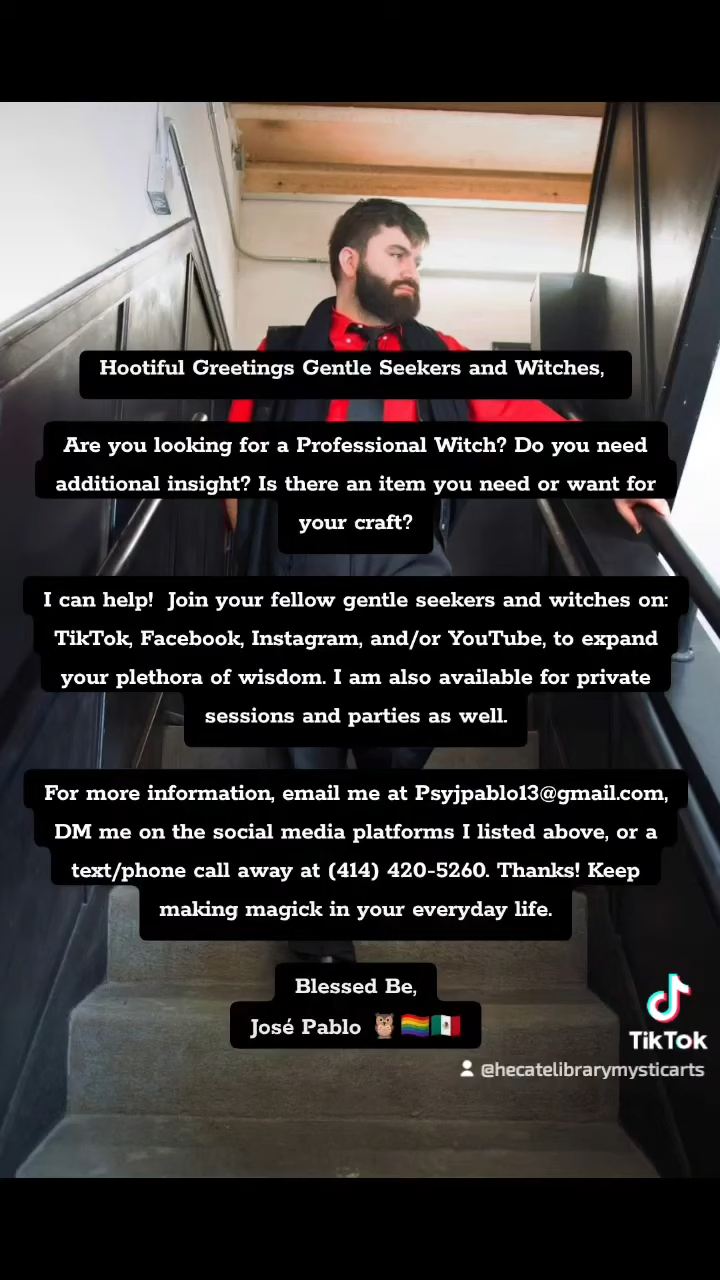 Hootiful Greetings Gentle Seekers and Witches,
Are you looking for a Professional Witch? Do you need
additional insight? Is there an item you need or want for
your craft?
I can help!  Join your fellow gentle seekers and witches on:
TikTok, Facebook, Instagram, and/or YouTube, to expand
your plethora of wisdom. I am also available for private
sessions and parties as well.
For more information, email me at Psyjpablo13@gmail.com,
DM me on the social media platforms I listed above, or a
text/phone call away at (414) 420-5260. Thanks! Keep
making magick in your everyday life.
Blessed Be,
José Pablo 🦉🏳️‍🌈🇲🇽
TikTok
@hecatelibrarymysticarts